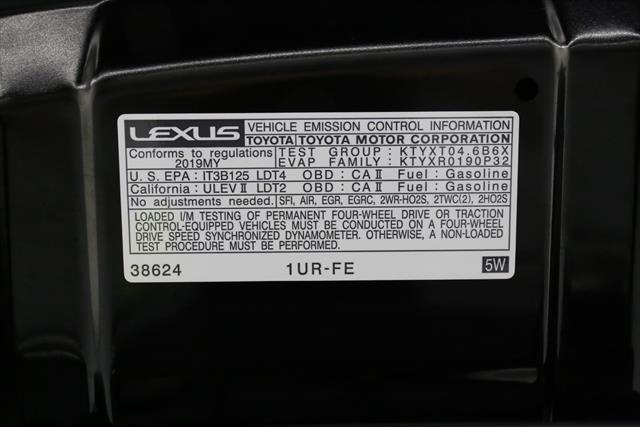 LEXUS VEHICLE EMISSION CONTROL INFORMATION
TOYOTA TOYOTA MOTOR CORPORATION
Conforms to regulations TEST GROUP : KTYXT04.6B6X
2019MY EVAP FAMILY : KTYXR0190P32
U.S. EPA : IT3B125 LDT4 OBD : CA II Fuel : Gasoline
California : ULEV II LDT2 OBD : CA II Fuel : Gasoline
No adjustments needed. SFI, AIR, EGR, EGRC, 2WR-HO2S, 2TWC(2), 2HO2S
LOADED I/M TESTING OF PERMANENT FOUR-WHEEL DRIVE OR TRACTION
CONTROL-EQUIPPED VEHICLES MUST BE CONDUCTED ON A FOUR-WHEEL
DRIVE SPEED SYNCHRONIZED DYNAMOMETER. OTHERWISE, A NON-LOADED
TEST PROCEDURE MUST BE PERFORMED.
38624 1UR-FE 5W